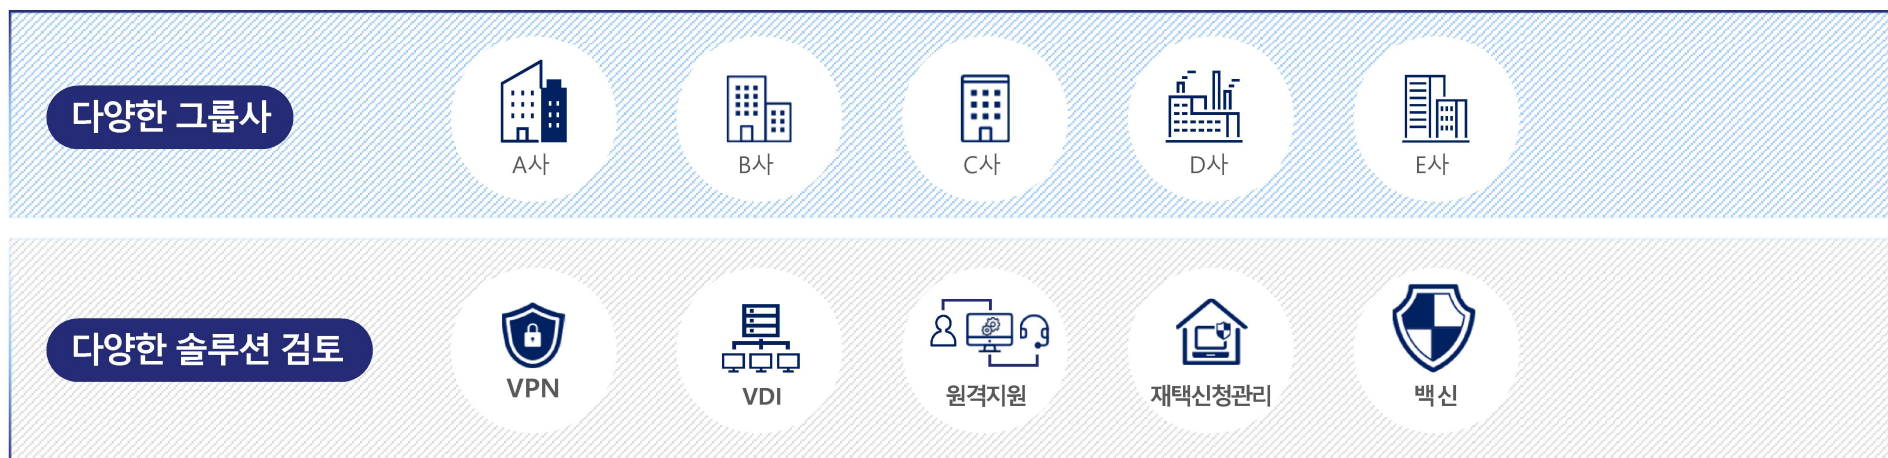 다양한 그룹사
A사
B사
C사
D사
E사
다양한 솔루션 검토
VPN
VDI
원격지원
재택신청관리
백신